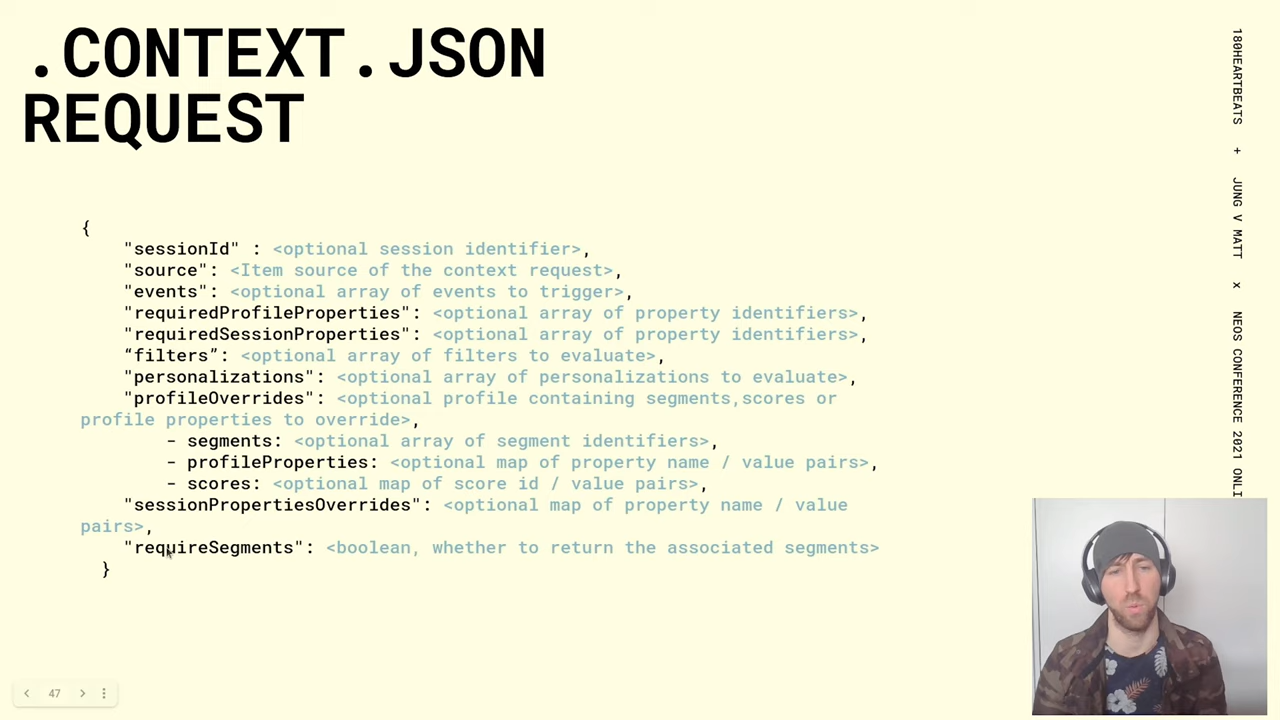 .CONTEXT.JSON
REQUEST
{
"sessionId" : <optional session identifier>,
"source": <Item source of the context request>,
"events": <optional array of events to trigger>,
"requiredProfileProperties": <optional array of property identifiers>,
"requiredSessionProperties": <optional array of property identifiers>,
“filters”: <optional array of filters to evaluate>,
"personalizations": <optional array of personalizations to evaluate>,
"profileOverrides": <optional profile containing segments,scores or
profile properties to override>,
- segments: <optional array of segment identifiers>,
- profileProperties: <optional map of property name / value pairs>,
- scores: <optional map of score id / value pairs>,
"sessionPropertiesOverrides": <optional map of property name / value
pairs>,
"requireSegments": <boolean, whether to return the associated segments>
}
180HEARTBEATS + JUNG V MATT x NEOS CONFERENCE 2021 ONLI
47